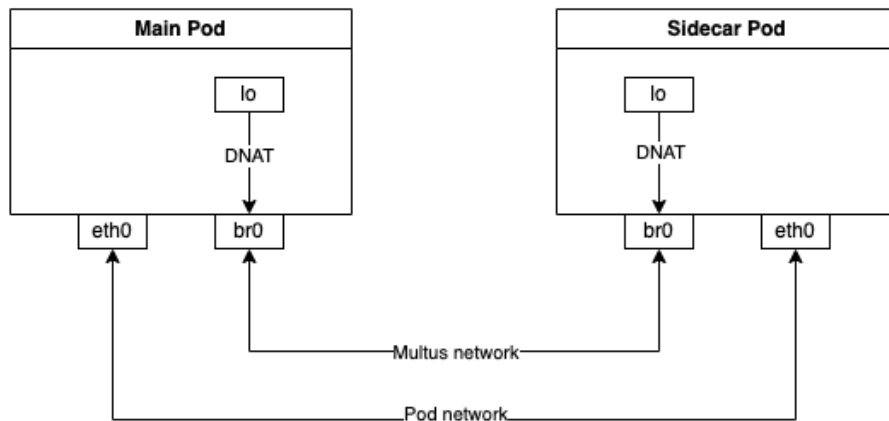 Main Pod
Sidecar Pod
lo
lo
DNAT
DNAT
eth0
br0
br0
eth0
Multus network
Pod network